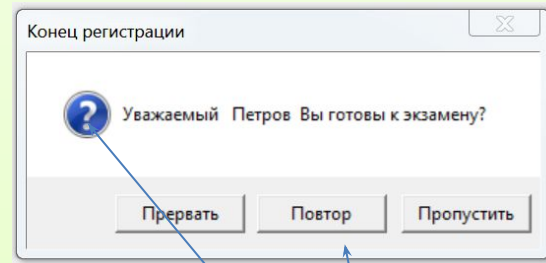 Конец регистрации
Уважаемый Петров Вы готовы к экзамену?
Прервать Повтор Пропустить